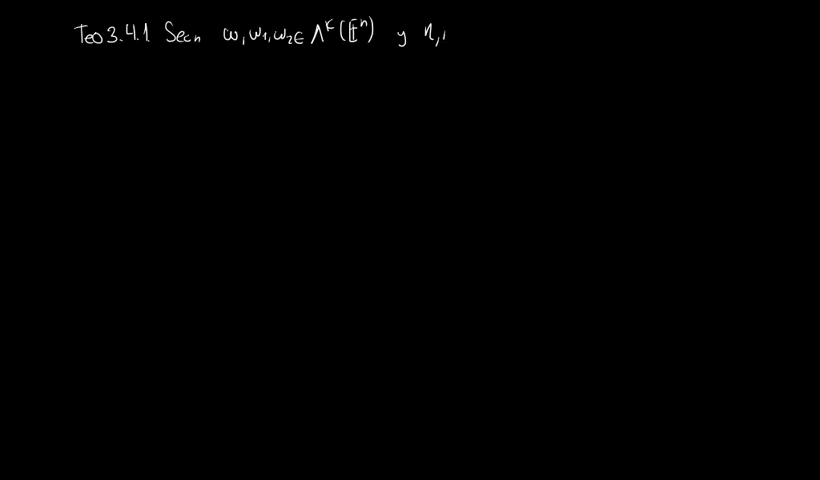 Teo 3.4.1 Sean ω, ω₁, ω₂ ∈ Λᵏ(𝔼ⁿ) y η,